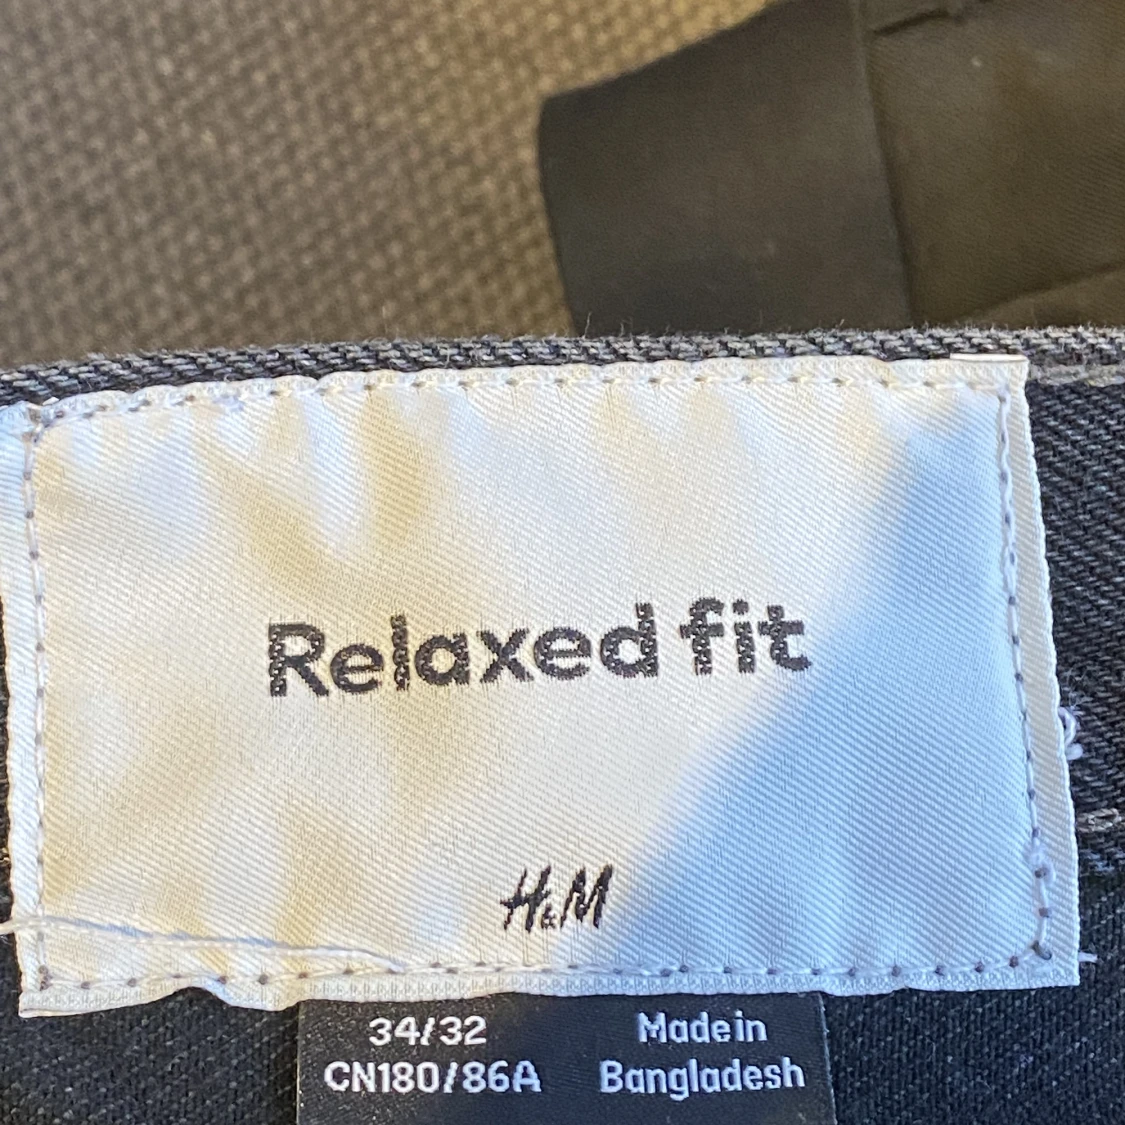 Relaxed fit
H&M
34/32
CN180/86A
Made in
Bangladesh